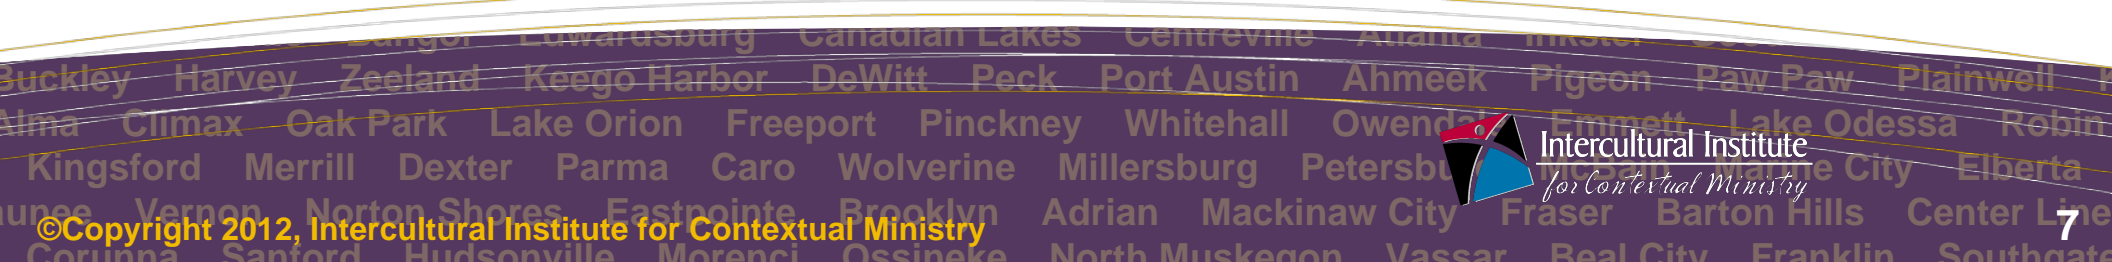 Bangor Edwardsburg Canadian Lakes Centreville Atlanta Inkster
Buckley Harvey Zeeland Keego Harbor DeWitt Peck Port Austin Ahmeek Pigeon Paw Paw Plainwell
Alma Climax Oak Park Lake Orion Freeport Pinckney Whitehall Emmett Lake Odessa Robin
Intercultural Institute
Kingsford Merrill Dexter Parma Caro Wolverine Millersburg McBain Marine City Elberta
for Contextual Ministry
Vernon Norton Shores Eastpointe Brooklyn Adrian Mackinaw City Fraser Barton Hills Center Line
©Copyright 2012, Intercultural Institute for Contextual Ministry
7
Corunna Sanford Hudsonville Morenci Ossineke North Muskegon Vassar Beal City Franklin Southgate